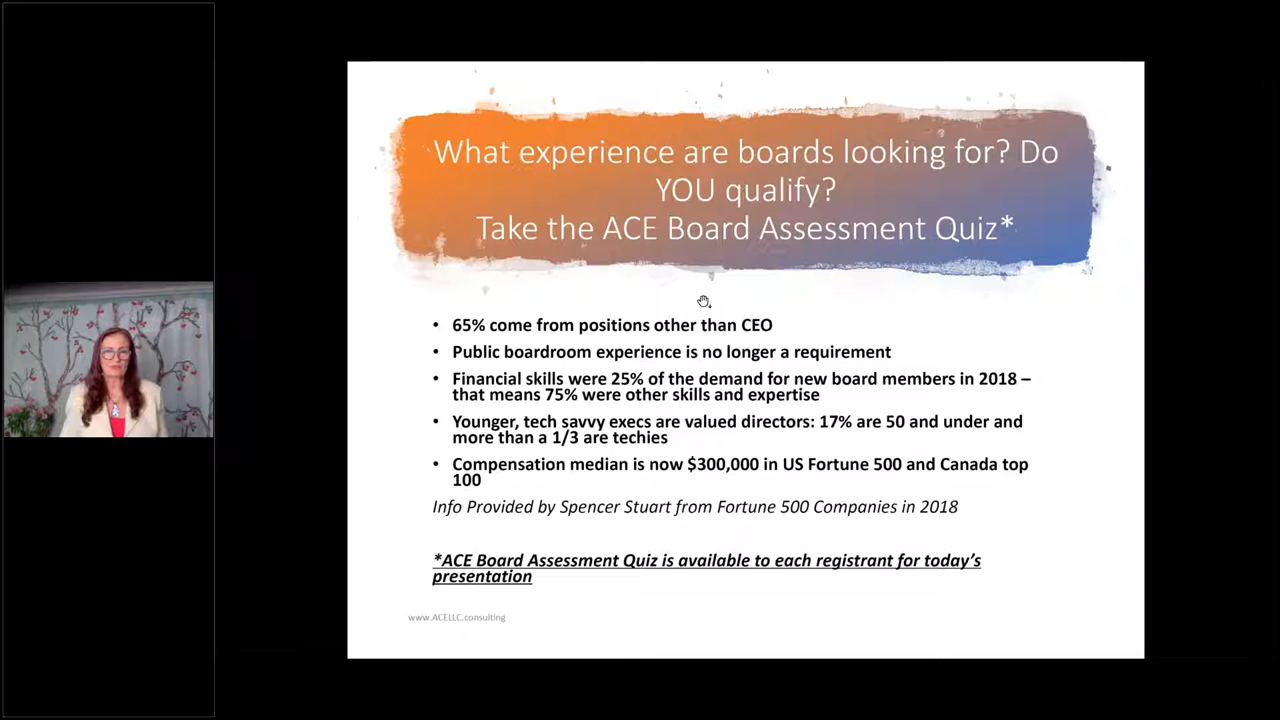 What experience are boards looking for? Do
YOU qualify?
Take the ACE Board Assessment Quiz*
• 65% come from positions other than CEO
• Public boardroom experience is no longer a requirement
• Financial skills were 25% of the demand for new board members in 2018 –
that means 75% were other skills and expertise
• Younger, tech savvy execs are valued directors: 17% are 50 and under and
more than a 1/3 are techies
• Compensation median is now $300,000 in US Fortune 500 and Canada top
100
Info Provided by Spencer Stuart from Fortune 500 Companies in 2018
*ACE Board Assessment Quiz is available to each registrant for today’s
presentation
www.ACELLC.consulting